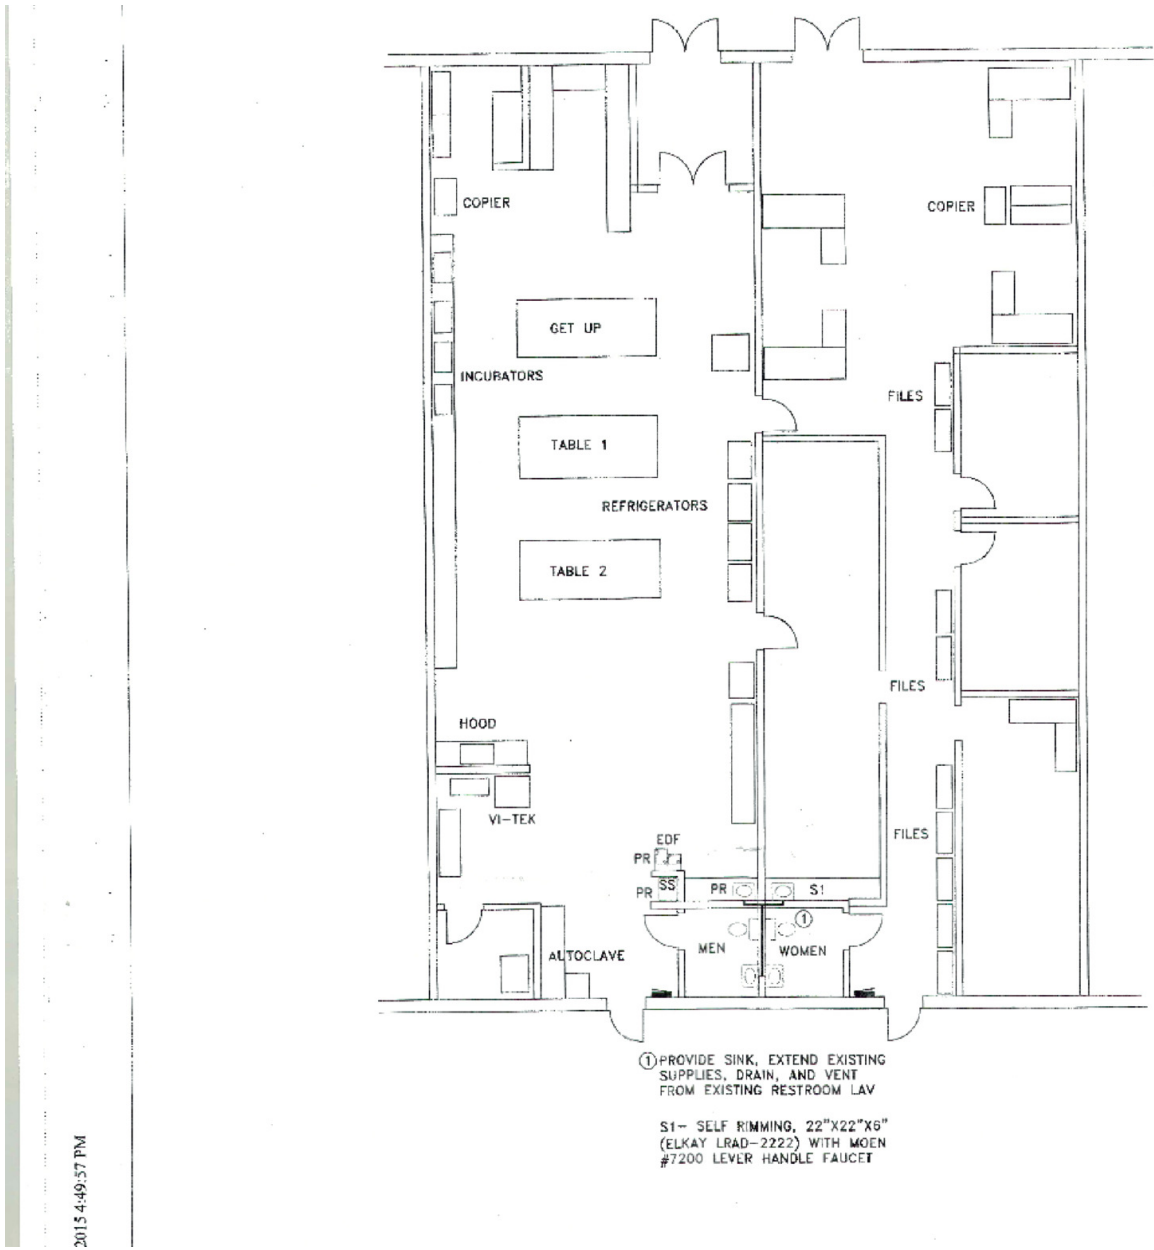 COPIER
COPIER
GET UP
INCUBATORS
FILES
TABLE 1
REFRIGERATORS
TABLE 2
FILES
HOOD
VI-TEK
FILES
EDF
PR
SS
PR
PR
S1
1
MEN
WOMEN
AUTOCLAVE
1 PROVIDE SINK, EXTEND EXISTING
SUPPLIES, DRAIN, AND VENT
FROM EXISTING RESTROOM LAV
S1- SELF RIMMING, 22"X22"X6"
(ELKAY LRAD-2222) WITH MOEN
#7200 LEVER HANDLE FAUCET
2015 4:49:57 PM